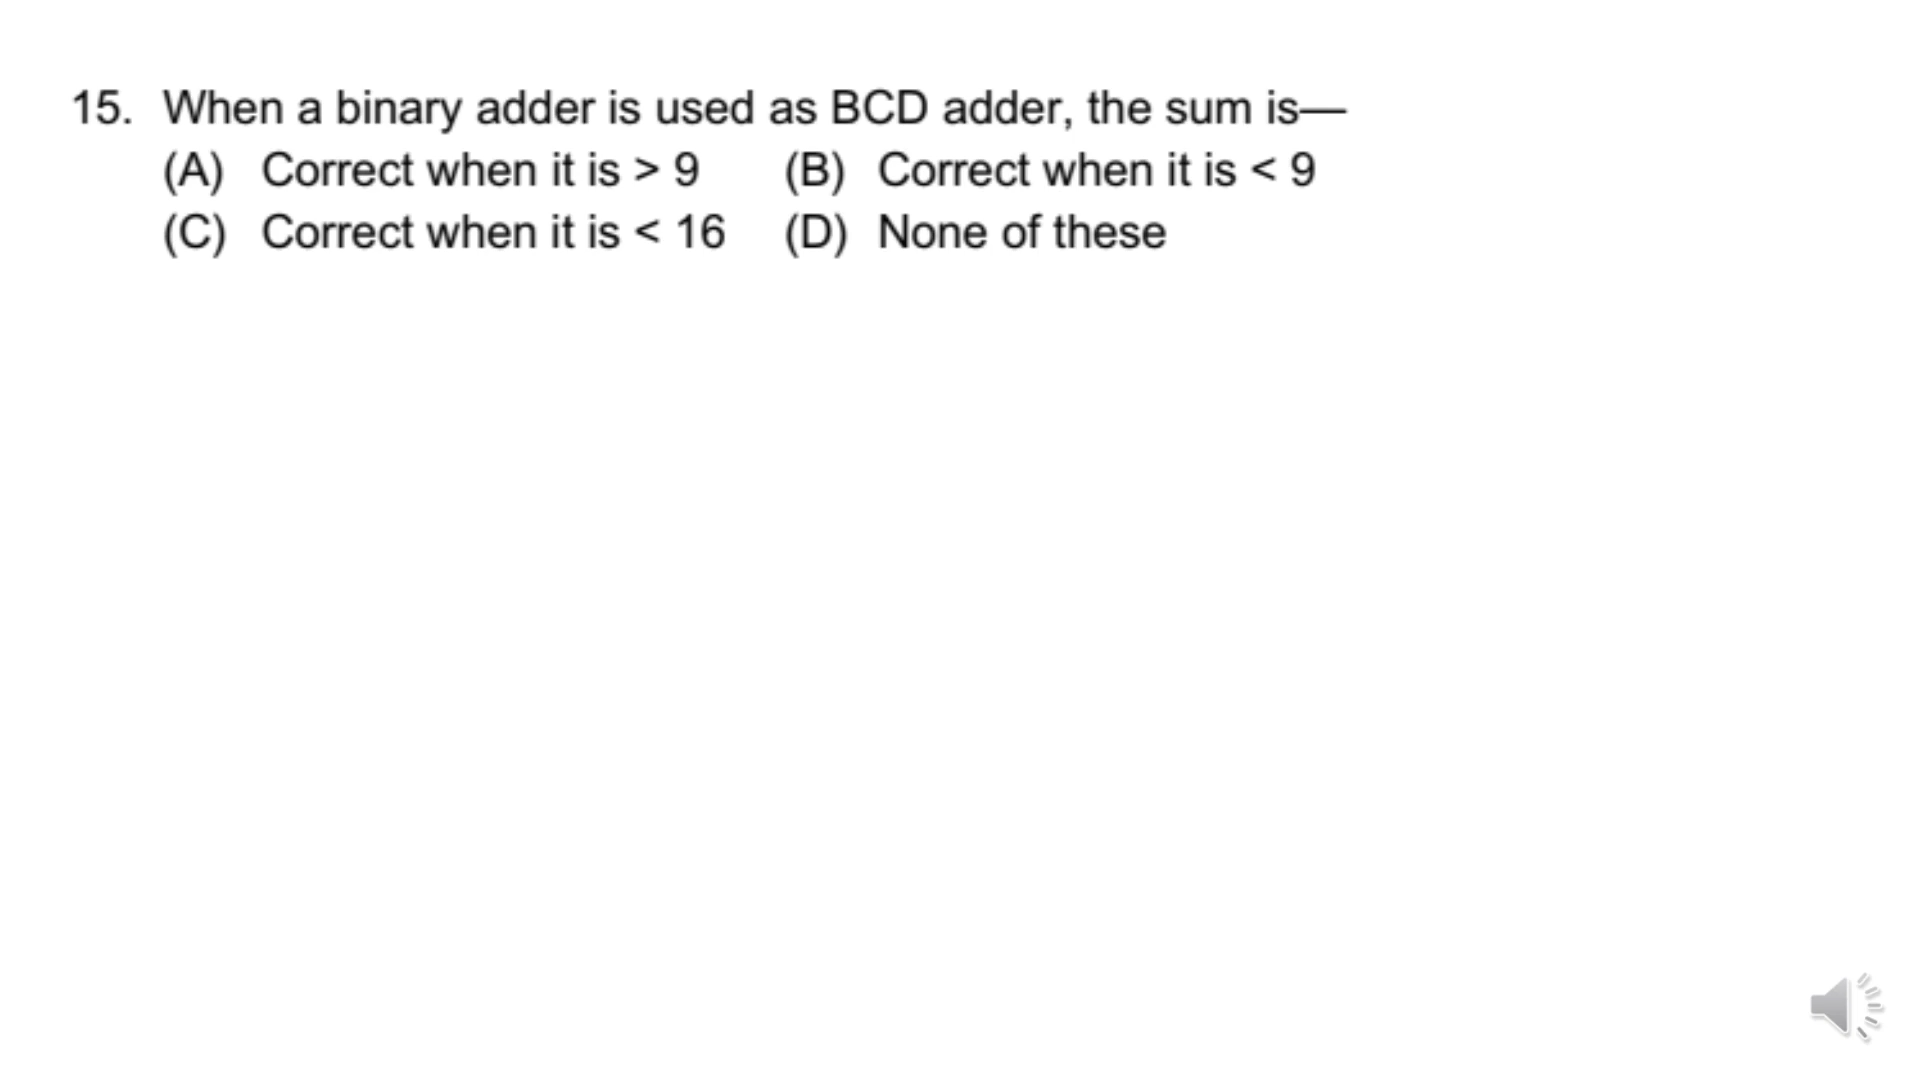 15. When a binary adder is used as BCD adder, the sum is—
(A) Correct when it is > 9 (B) Correct when it is < 9
(C) Correct when it is < 16 (D) None of these